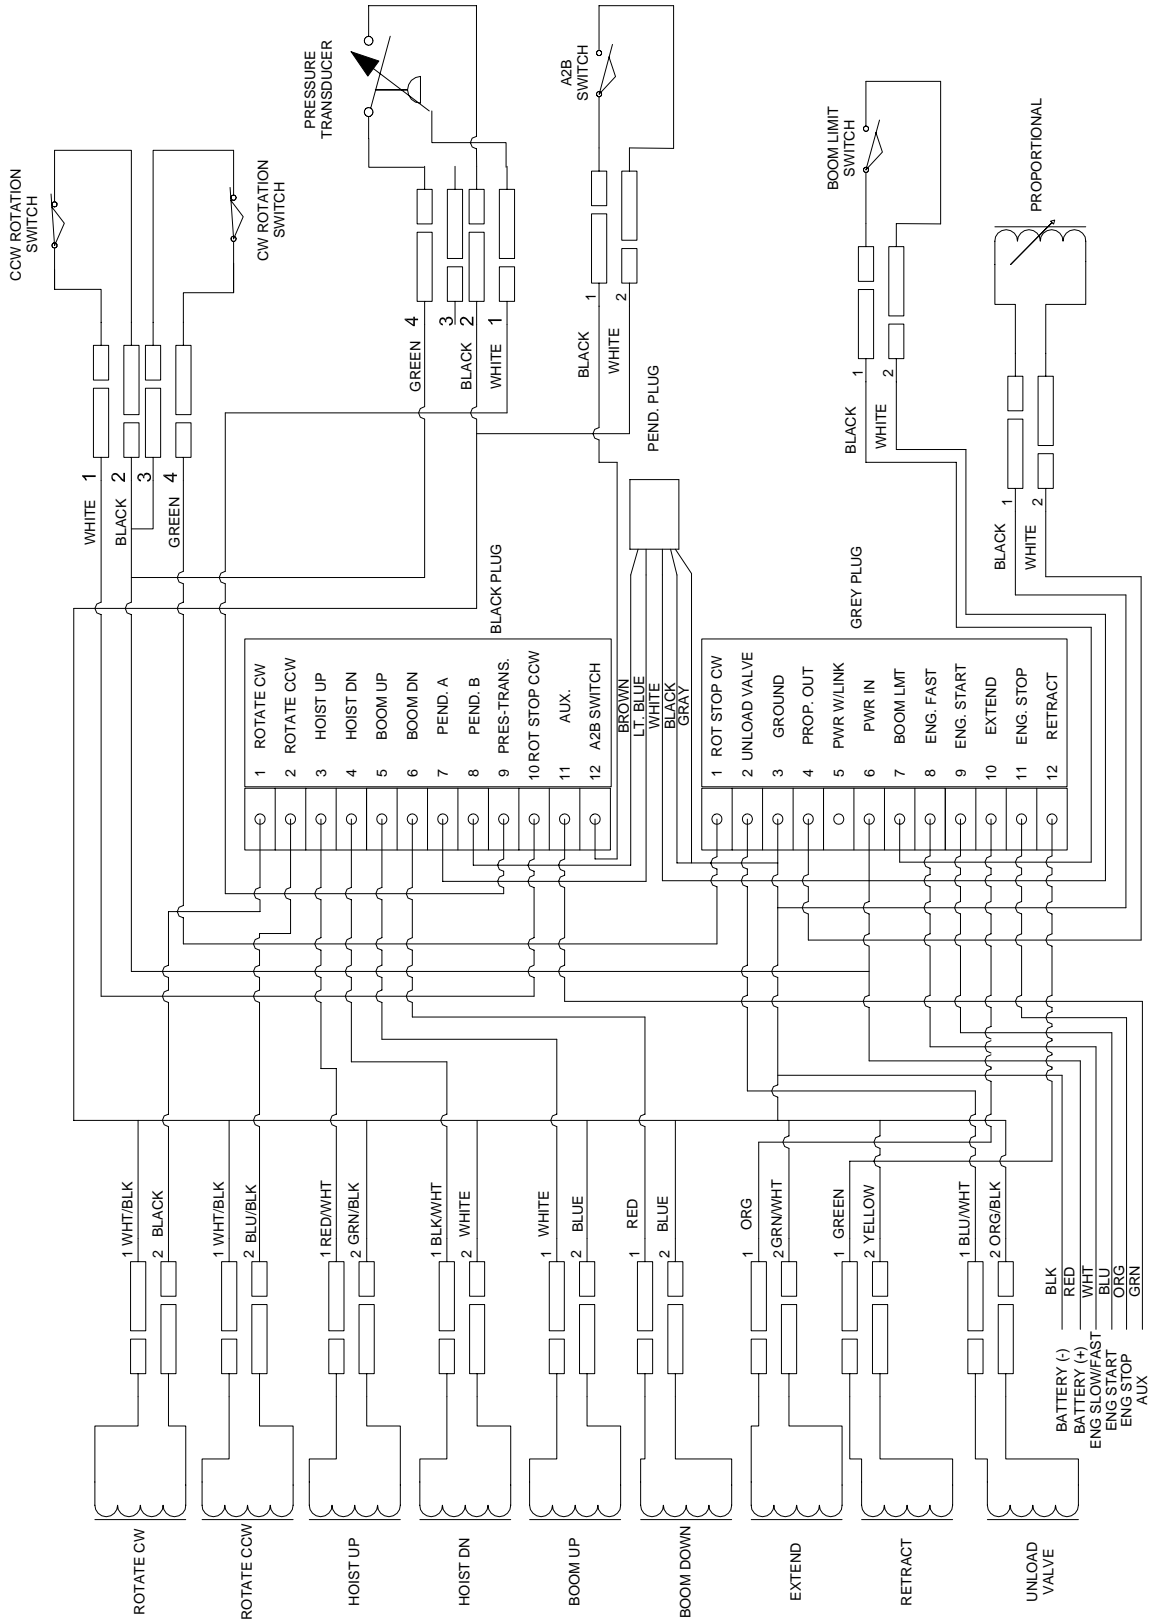 CCW ROTATION
SWITCH
CW ROTATION
SWITCH
PRESSURE
TRANSDUCER
A2B
SWITCH
BOOM LIMIT
SWITCH
PROPORTIONAL
WHITE 1
BLACK 2
3
GREEN 4
GREEN 4
3
BLACK 2
WHITE 1
BLACK 1
WHITE 2
PEND. PLUG
BLACK 1
WHITE 2
BLACK 1
WHITE 2
BLACK PLUG
1 ROTATE CW
2 ROTATE CCW
3 HOIST UP
4 HOIST DN
5 BOOM UP
6 BOOM DN
7 PEND. A
8 PEND. B
9 PRES-TRANS.
10 ROT STOP CCW
11 AUX.
12 A2B SWITCH
BROWN
LT. BLUE
WHITE
BLACK
GRAY
GREY PLUG
1 ROT STOP CW
2 UNLOAD VALVE
3 GROUND
4 PROP. OUT
5 PWR W/LINK
6 PWR IN
7 BOOM LMT
8 ENG. FAST
9 ENG. START
10 EXTEND
11 ENG. STOP
12 RETRACT
1 WHT/BLK
2 BLACK
1 WHT/BLK
2 BLU/BLK
1 RED/WHT
2 GRN/BLK
1 BLK/WHT
2 WHITE
1 WHITE
2 BLUE
1 RED
2 BLUE
1 ORG
2 GRN/WHT
1 GREEN
2 YELLOW
1 BLU/WHT
2 ORG/BLK
BLK
RED
WHT
BLU
ORG
GRN
BATTERY (-)
BATTERY (+)
ENG SLOW/FAST
ENG START
ENG STOP
AUX
ROTATE CW
ROTATE CCW
HOIST UP
HOIST DN
BOOM UP
BOOM DOWN
EXTEND
RETRACT
UNLOAD
VALVE